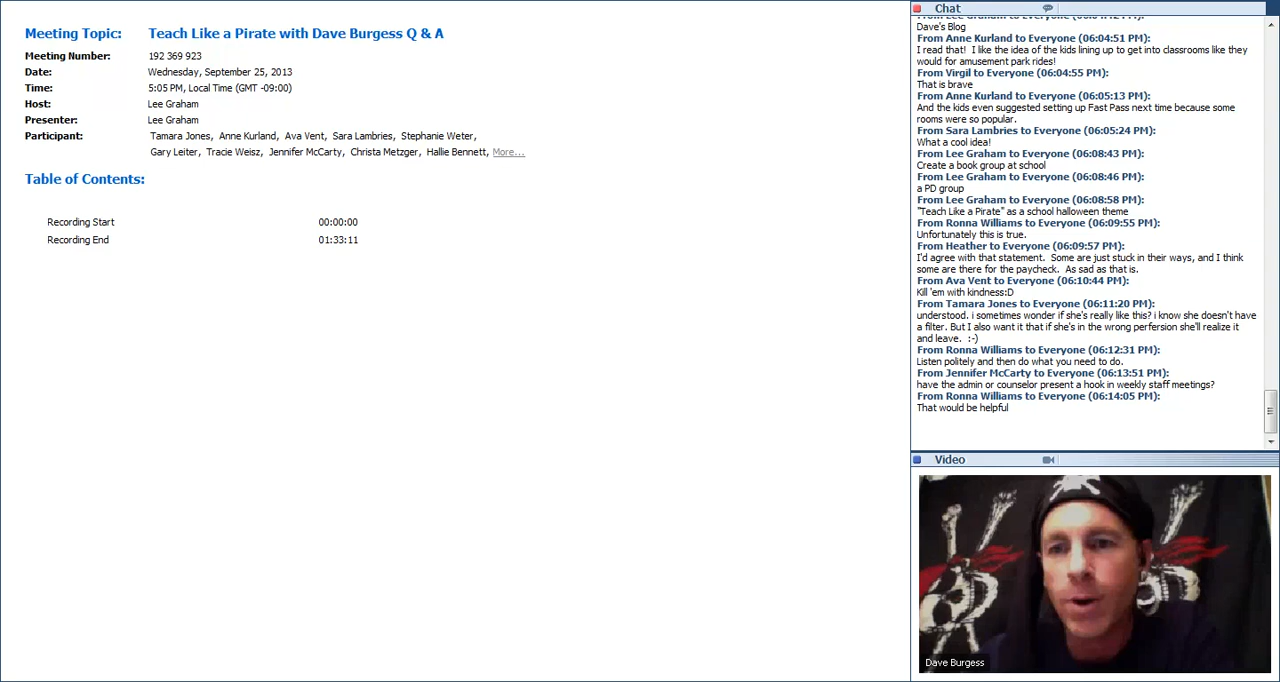 Meeting Topic: Teach Like a Pirate with Dave Burgess Q & A
Meeting Number: 192 369 923
Date: Wednesday, September 25, 2013
Time: 5:05 PM, Local Time (GMT -09:00)
Host: Lee Graham
Presenter: Lee Graham
Participant: Tamara Jones, Anne Kurland, Ava Vent, Sara Lambries, Stephanie Weter,
Gary Leiter, Tracie Weisz, Jennifer McCarty, Christa Metzger, Hallie Bennett, More...
Table of Contents:
Recording Start 00:00:00
Recording End 01:33:11
Chat
Dave's Blog
From Anne Kurland to Everyone (06:04:51 PM):
I read that! I like the idea of the kids lining up to get into classrooms like they
would for amusement park rides!
From Virgil to Everyone (06:04:55 PM):
That is brave
From Anne Kurland to Everyone (06:05:13 PM):
And the kids even suggested setting up Fast Pass next time because some
rooms were so popular.
From Sara Lambries to Everyone (06:05:24 PM):
What a cool idea!
From Lee Graham to Everyone (06:08:43 PM):
Create a book group at school
From Lee Graham to Everyone (06:08:46 PM):
a PD group
From Lee Graham to Everyone (06:08:58 PM):
"Teach Like a Pirate" as a school halloween theme
From Ronna Williams to Everyone (06:09:55 PM):
Unfortunately this is true.
From Heather to Everyone (06:09:57 PM):
I'd agree with that statement. Some are just stuck in their ways, and I think
some are there for the paycheck. As sad as that is.
From Ava Vent to Everyone (06:10:44 PM):
Kill 'em with kindness:D
From Tamara Jones to Everyone (06:11:20 PM):
understood. i sometimes wonder if she's really like this? i know she doesn't have
a filter. But I also want it that if she's in the wrong perfersion she'll realize it
and leave. :-)
From Ronna Williams to Everyone (06:12:31 PM):
Listen politely and then do what you need to do.
From Jennifer McCarty to Everyone (06:13:51 PM):
have the admin or counselor present a hook in weekly staff meetings?
From Ronna Williams to Everyone (06:14:05 PM):
That would be helpful
Video
Dave Burgess